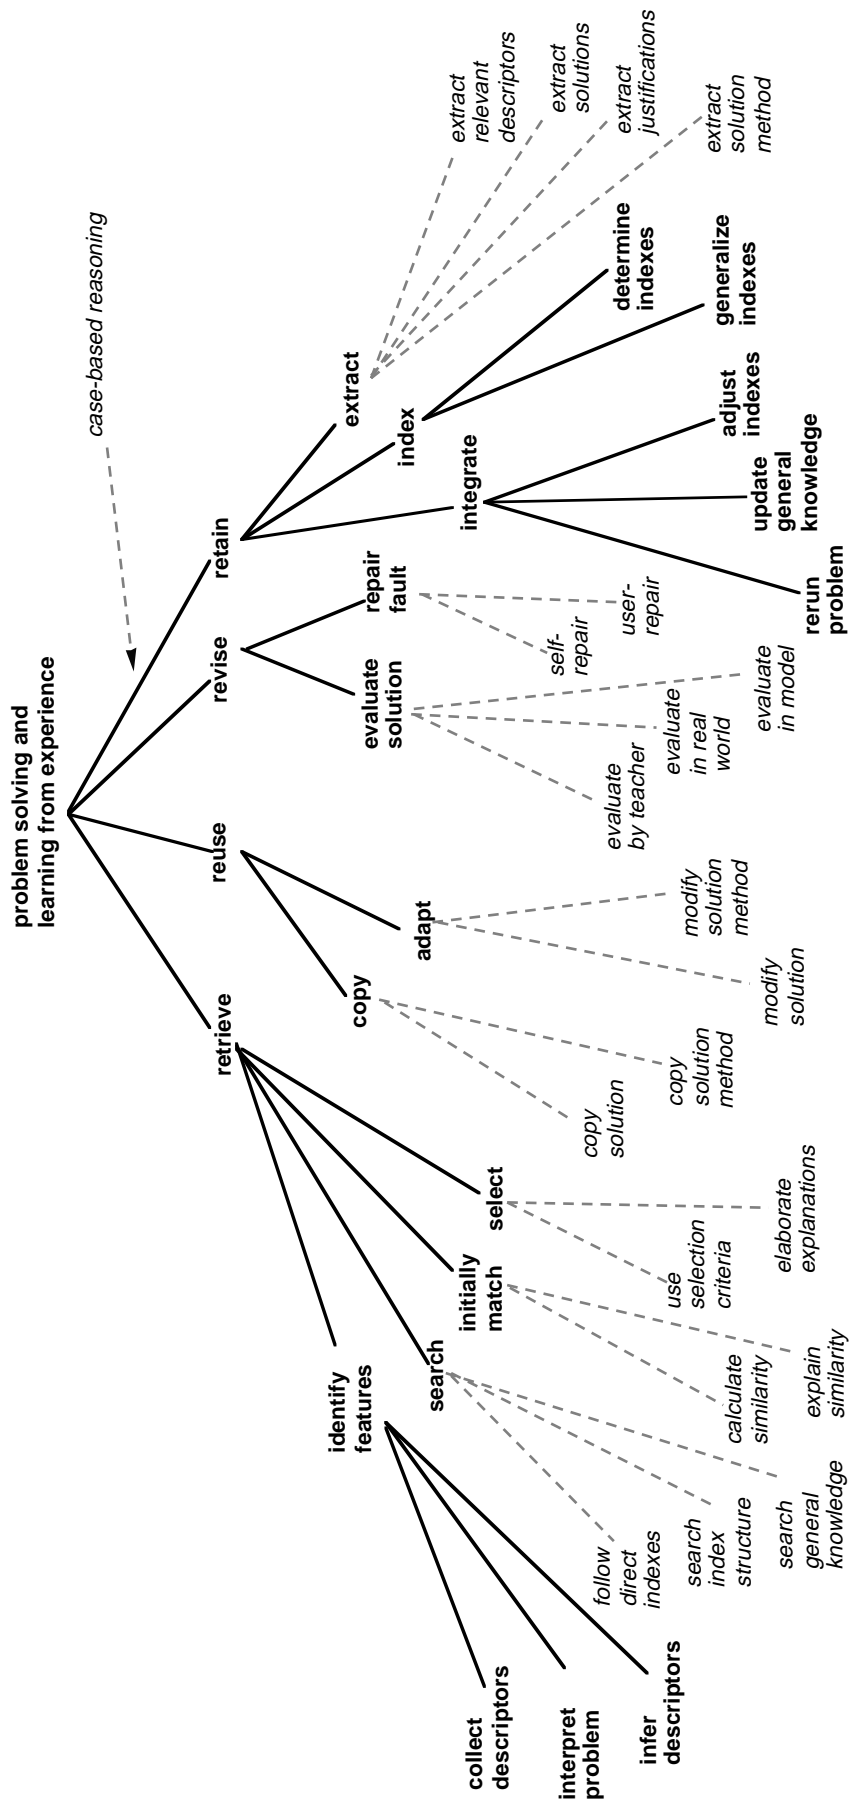 problem solving and
learning from experience
case-based reasoning
retrieve
reuse
revise
retain
identify
features
search
initially
match
select
copy
adapt
evaluate
solution
repair
fault
integrate
index
extract
collect
descriptors
interpret
problem
infer
descriptors
follow
direct
indexes
search
index
structure
search
general
knowledge
calculate
similarity
explain
similarity
use
selection
criteria
elaborate
explanations
copy
solution
copy
solution
method
modify
solution
modify
solution
method
evaluate
by teacher
evaluate
in real
world
evaluate
in model
self-
repair
user-
repair
rerun
problem
update
general
knowledge
adjust
indexes
generalize
indexes
determine
indexes
extract
relevant
descriptors
extract
solutions
extract
justifications
extract
solution
method